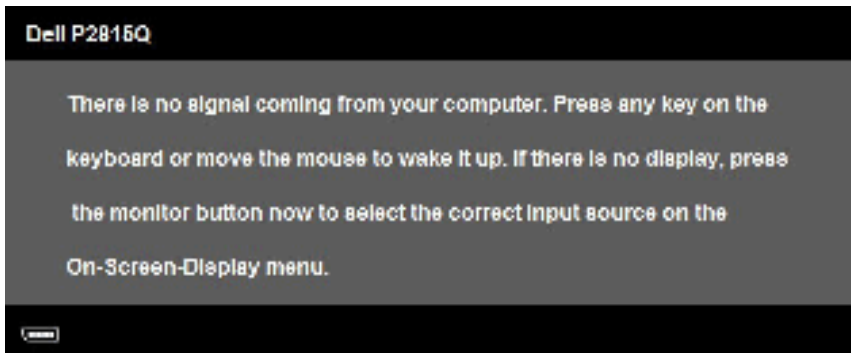 Dell P2815Q
There is no signal coming from your computer. Press any key on the
keyboard or move the mouse to wake it up. If there is no display, press
the monitor button now to select the correct input source on the
On-Screen-Display menu.